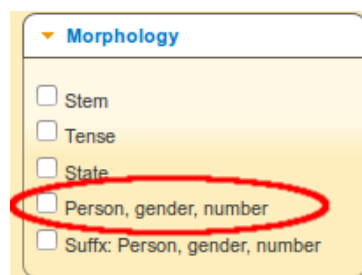 Morphology
Stem
Tense
State
Person, gender, number
Suffx: Person, gender, number